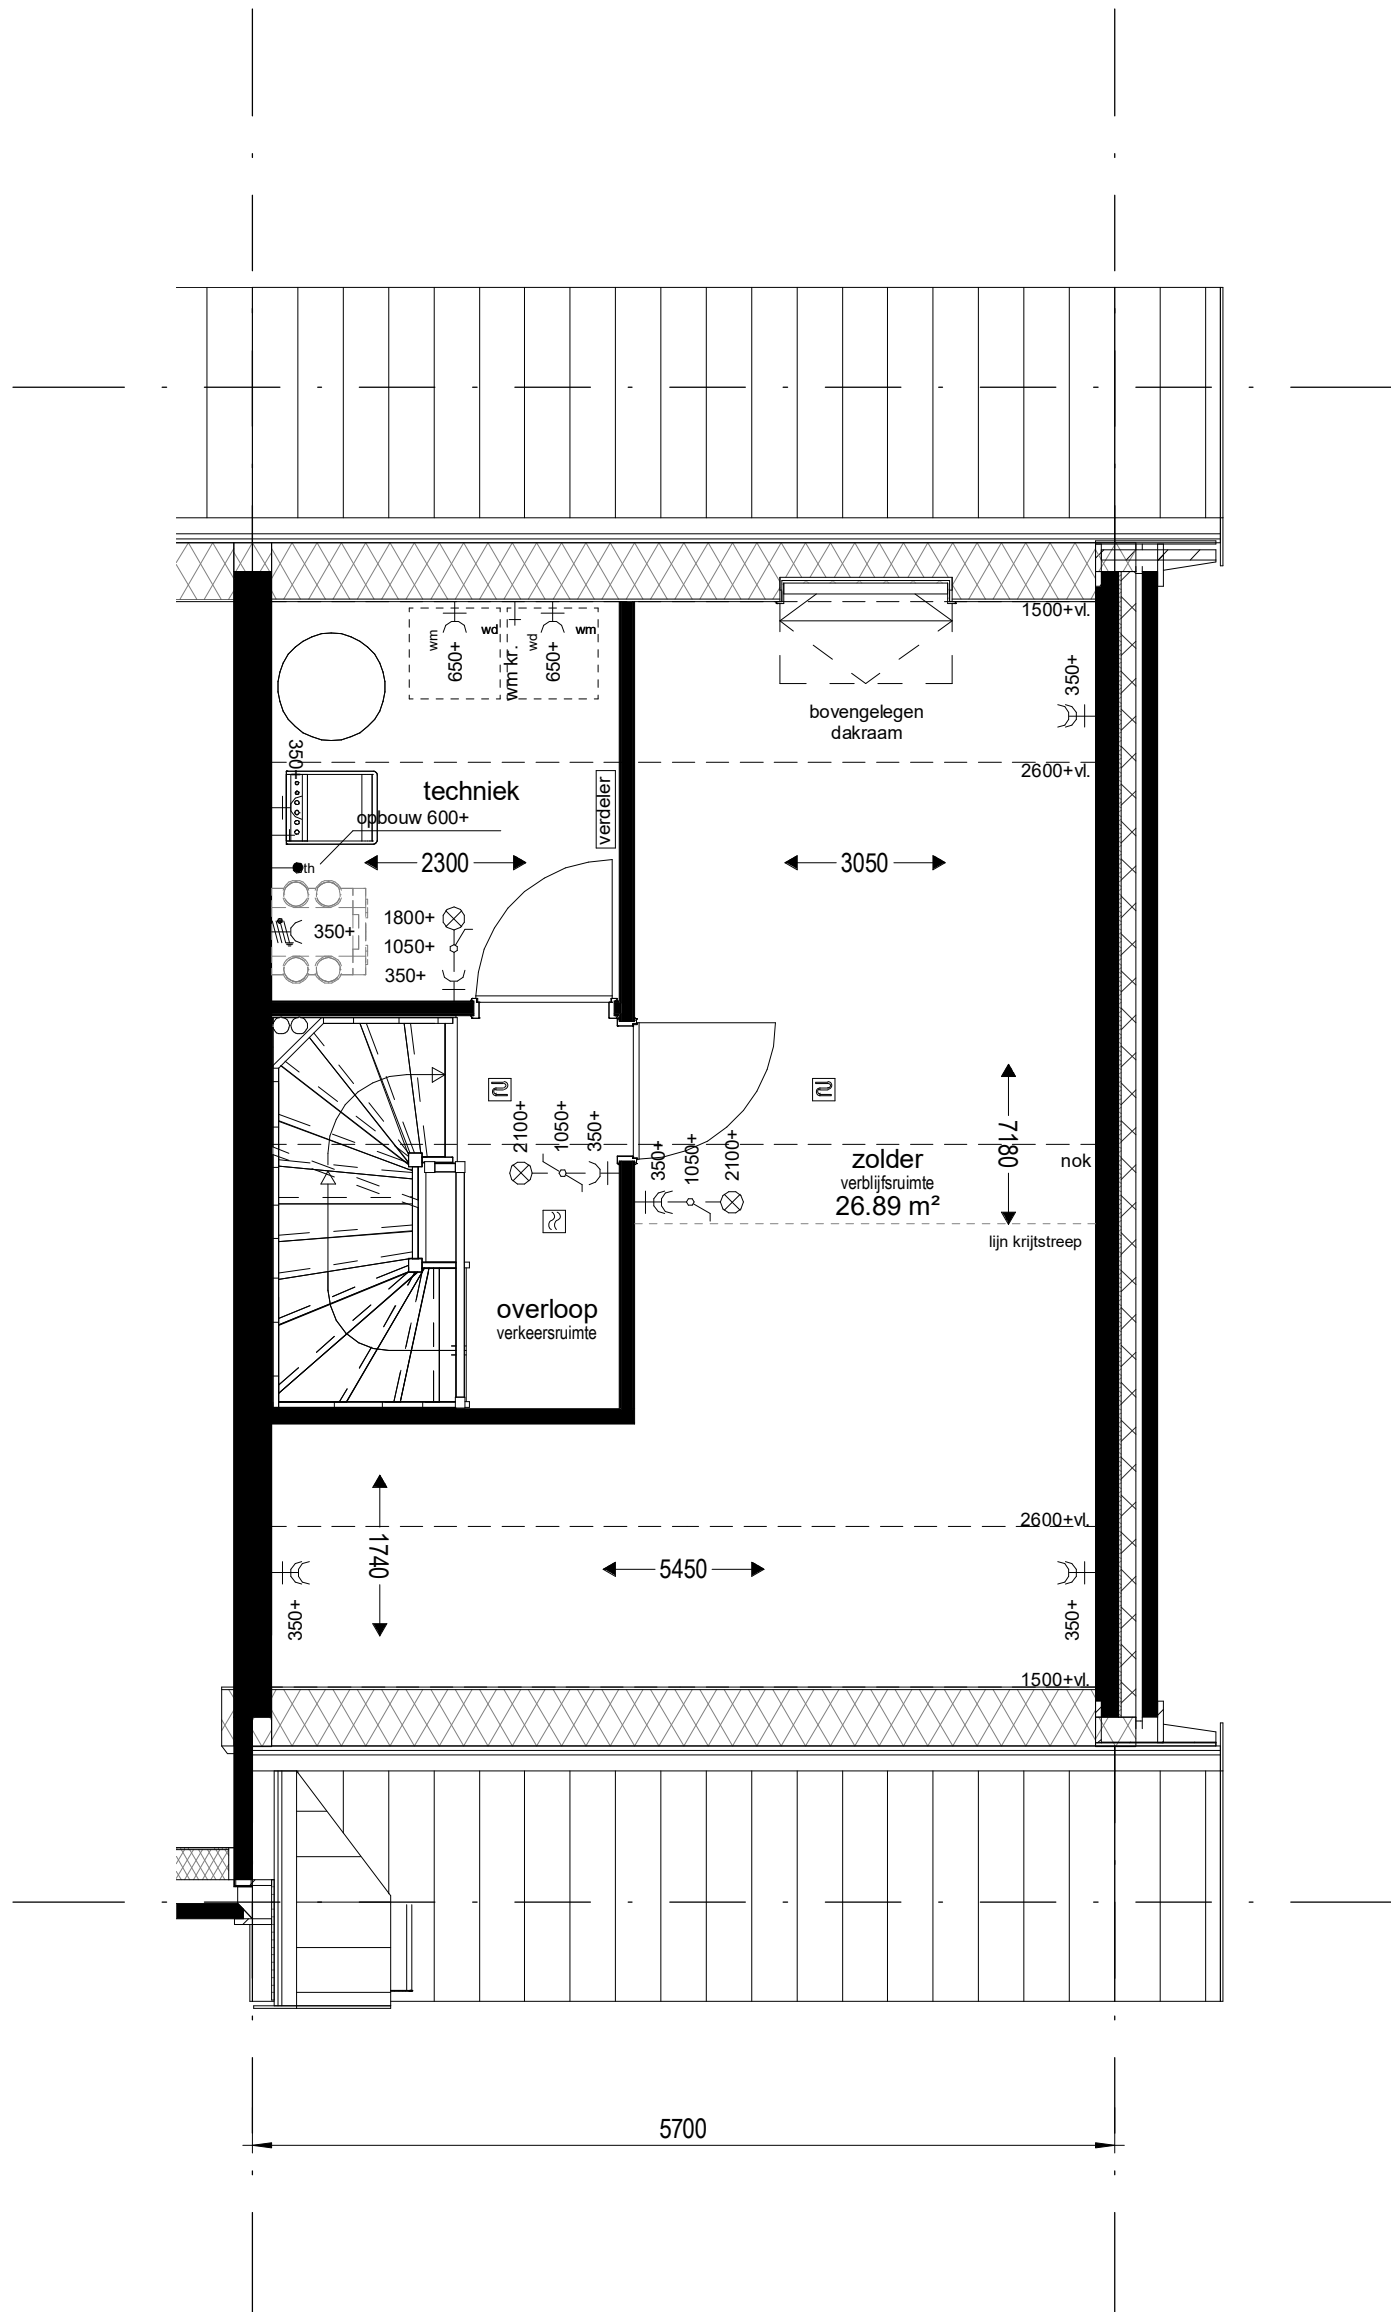 1500+vl.
wm
wd
650+
wm kr.
wd
wm
650+
350+
bovengelegen
dakraam
350+
2600+vl.
techniek
opbouw 600+
verdeler
2300
3050
th
350+
1800+
1050+
350+
2100+
1050+
350+
350+
1050+
2100+
7180
zolder
verblijfsruimte
26.89 m²
nok
lijn krijtstreep
overloop
verkeersruimte
2600+vl.
1740
5450
350+
350+
1500+vl.
5700